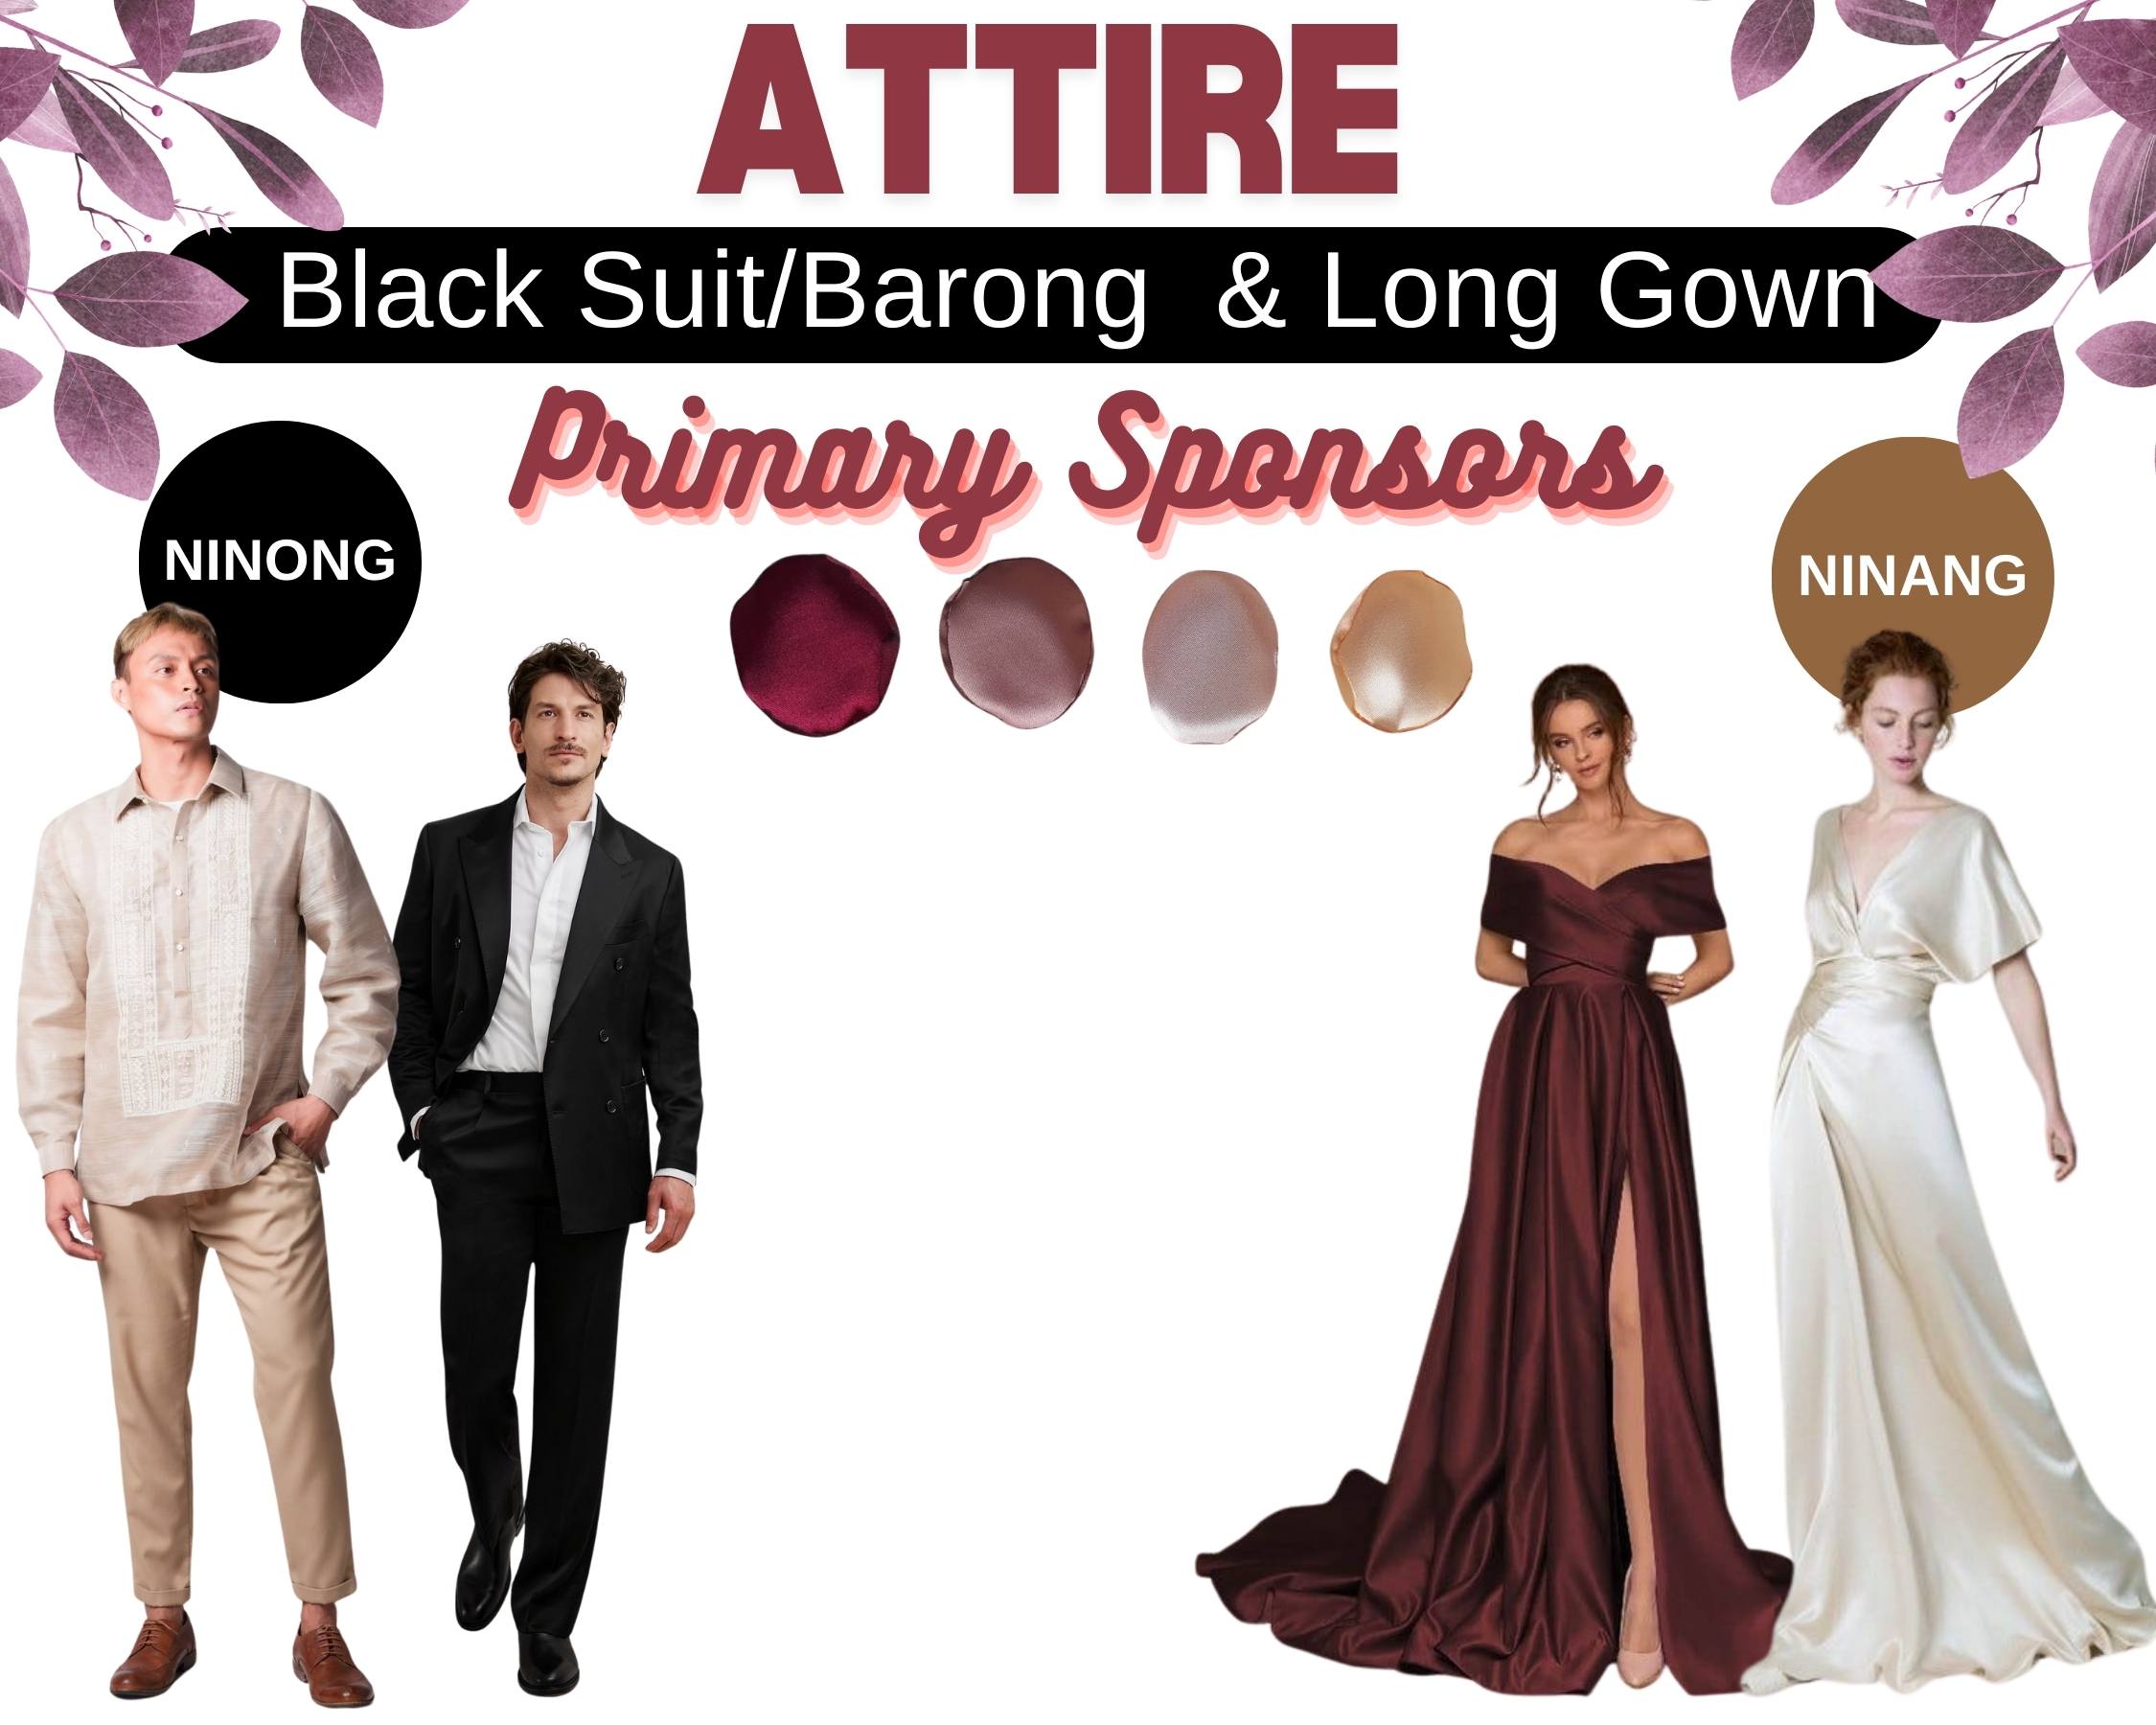 ATTIRE
Black Suit/Barong & Long Gown
Primary Sponsors
NINONG
NINANG